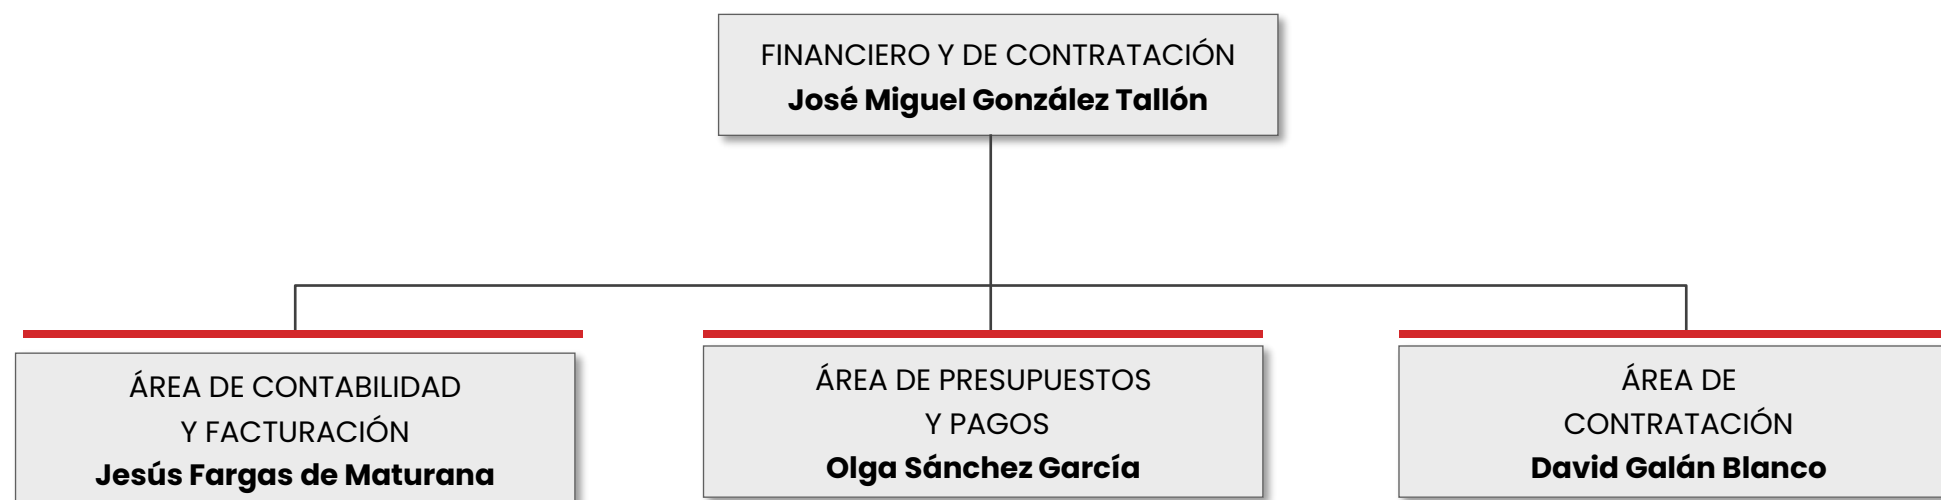 FINANCIERO Y DE CONTRATACIÓN
José Miguel González Tallón
ÁREA DE CONTABILIDAD
Y FACTURACIÓN
Jesús Fargas de Maturana
ÁREA DE PRESUPUESTOS
Y PAGOS
Olga Sánchez García
ÁREA DE
CONTRATACIÓN
David Galán Blanco